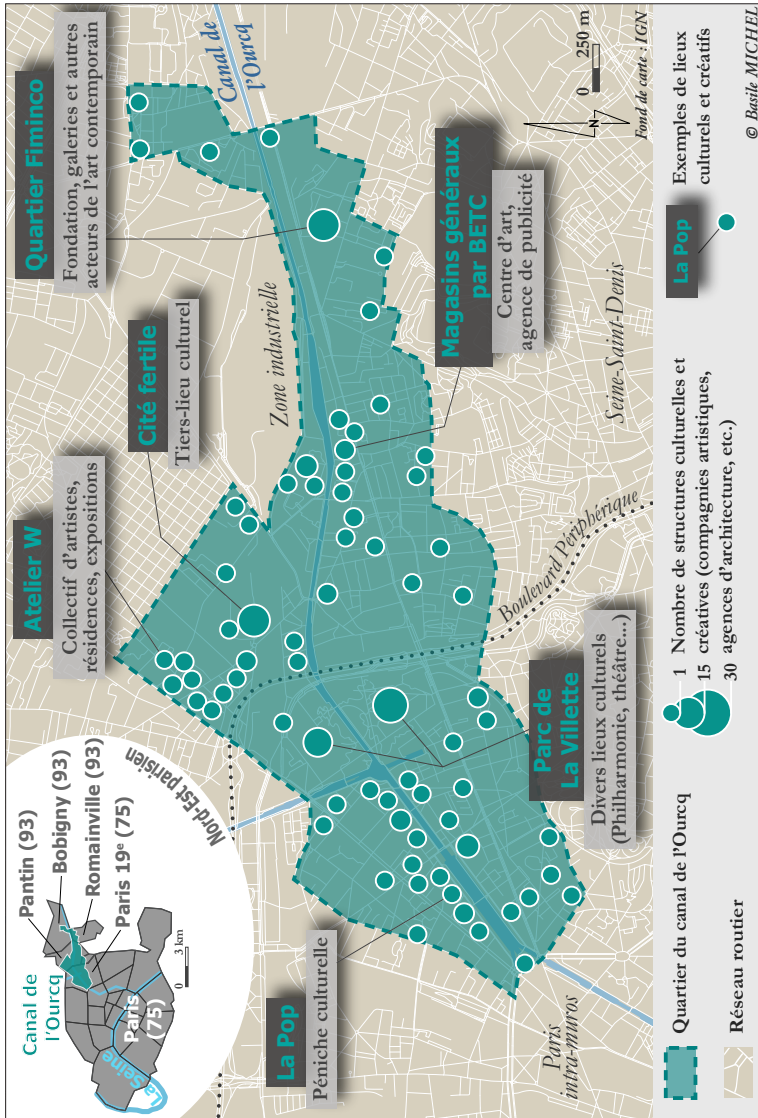 Pantin (93)
Bobigny (93)
Romainville (93)
Paris 19e (75)
Canal de
l'Ourcq
Paris
(75)
La Seine
0 3 km
Nord-Est parisien
Atelier W
Collectif d'artistes,
résidences, expositions
Cité fertile
Tiers-lieu culturel
Quartier Fiminco
Fondation, galeries et autres
acteurs de l'art contemporain
Zone industrielle
Canal de
l'Ourcq
La Pop
Péniche culturelle
Paris
intra-muros
Parc de
La Villette
Divers lieux culturels
(Philharmonie, théâtre...)
Boulevard Périphérique
Magasins généraux
par BETC
Centre d'art,
agence de publicité
Seine-Saint-Denis
N
0 250 m
Fond de carte : IGN
Quartier du canal de l'Ourcq
Réseau routier
1 Nombre de structures culturelles et
15 créatives (compagnies artistiques,
30 agences d'architecture, etc.)
La Pop
Exemples de lieux
culturels et créatifs
© Basile MICHEL